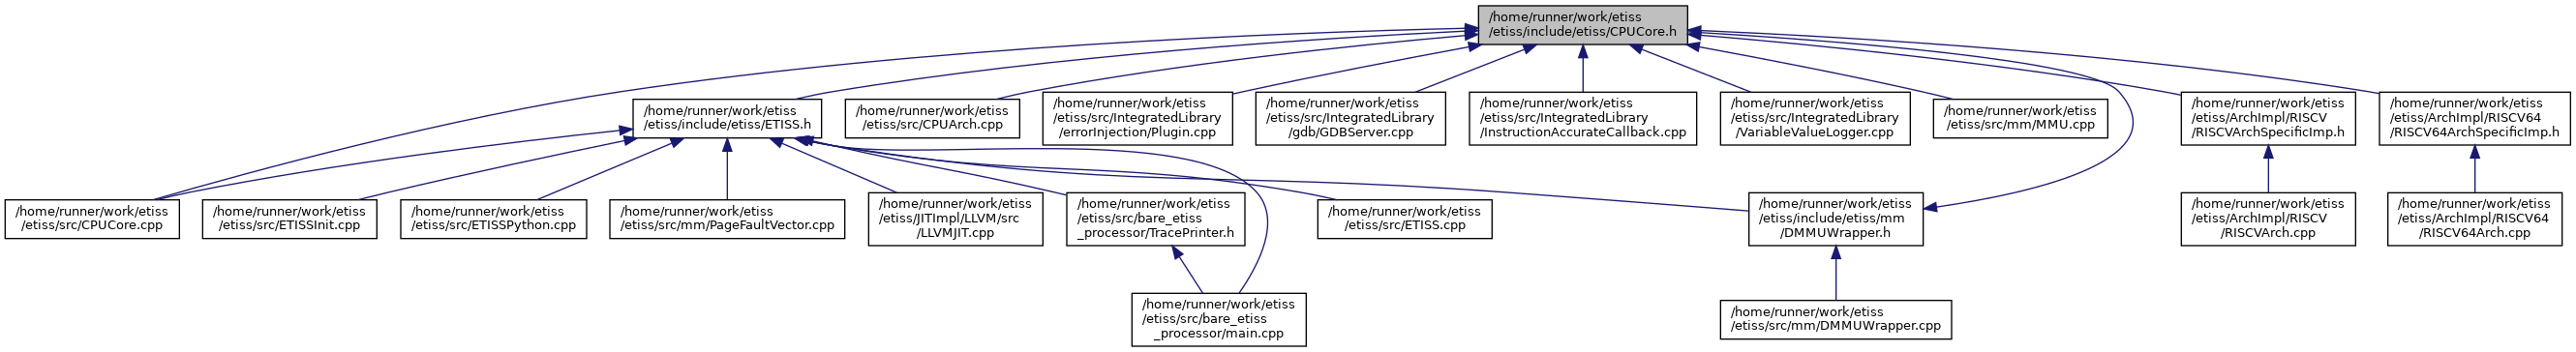 /home/runner/work/etiss
/etiss/include/etiss/CPUCore.h
/home/runner/work/etiss
/etiss/include/etiss/ETISS.h
/home/runner/work/etiss
/etiss/src/CPUArch.cpp
/home/runner/work/etiss
/etiss/src/IntegratedLibrary
/errorInjection/Plugin.cpp
/home/runner/work/etiss
/etiss/src/IntegratedLibrary
/gdb/GDBServer.cpp
/home/runner/work/etiss
/etiss/src/IntegratedLibrary
/InstructionAccurateCallback.cpp
/home/runner/work/etiss
/etiss/src/IntegratedLibrary
/VariableValueLogger.cpp
/home/runner/work/etiss
/etiss/src/mm/MMU.cpp
/home/runner/work/etiss
/etiss/ArchImpl/RISCV
/RISCVArchSpecificImp.h
/home/runner/work/etiss
/etiss/ArchImpl/RISCV64
/RISCV64ArchSpecificImp.h
/home/runner/work/etiss
/etiss/src/CPUCore.cpp
/home/runner/work/etiss
/etiss/src/ETISSInit.cpp
/home/runner/work/etiss
/etiss/src/ETISSPython.cpp
/home/runner/work/etiss
/etiss/src/mm/PageFaultVector.cpp
/home/runner/work/etiss
/etiss/JITImpl/LLVM/src
/LLVMJIT.cpp
/home/runner/work/etiss
/etiss/src/bare_etiss
_processor/TracePrinter.h
/home/runner/work/etiss
/etiss/src/ETISS.cpp
/home/runner/work/etiss
/etiss/include/etiss/mm
/DMMUWrapper.h
/home/runner/work/etiss
/etiss/ArchImpl/RISCV
/RISCVArch.cpp
/home/runner/work/etiss
/etiss/ArchImpl/RISCV64
/RISCV64Arch.cpp
/home/runner/work/etiss
/etiss/src/bare_etiss
_processor/main.cpp
/home/runner/work/etiss
/etiss/src/mm/DMMUWrapper.cpp